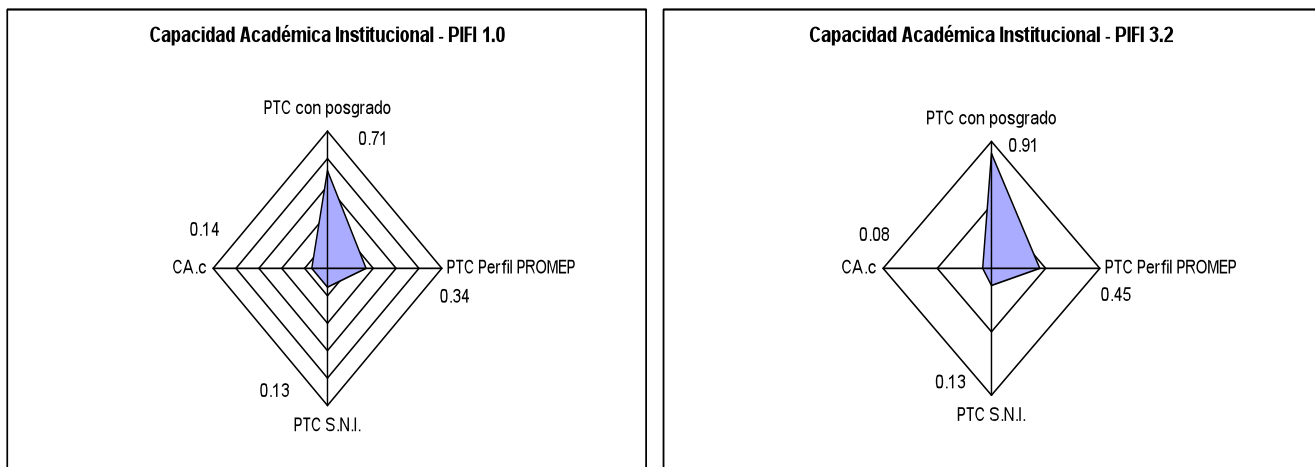 Capacidad Académica Institucional - PIFI 1.0
PTC con posgrado
0.71
0.14
CA.c
PTC Perfil PROMEP
0.34
0.13
PTC S.N.I.
Capacidad Académica Institucional - PIFI 3.2
PTC con posgrado
0.91
0.08
CA.c
PTC Perfil PROMEP
0.45
0.13
PTC S.N.I.